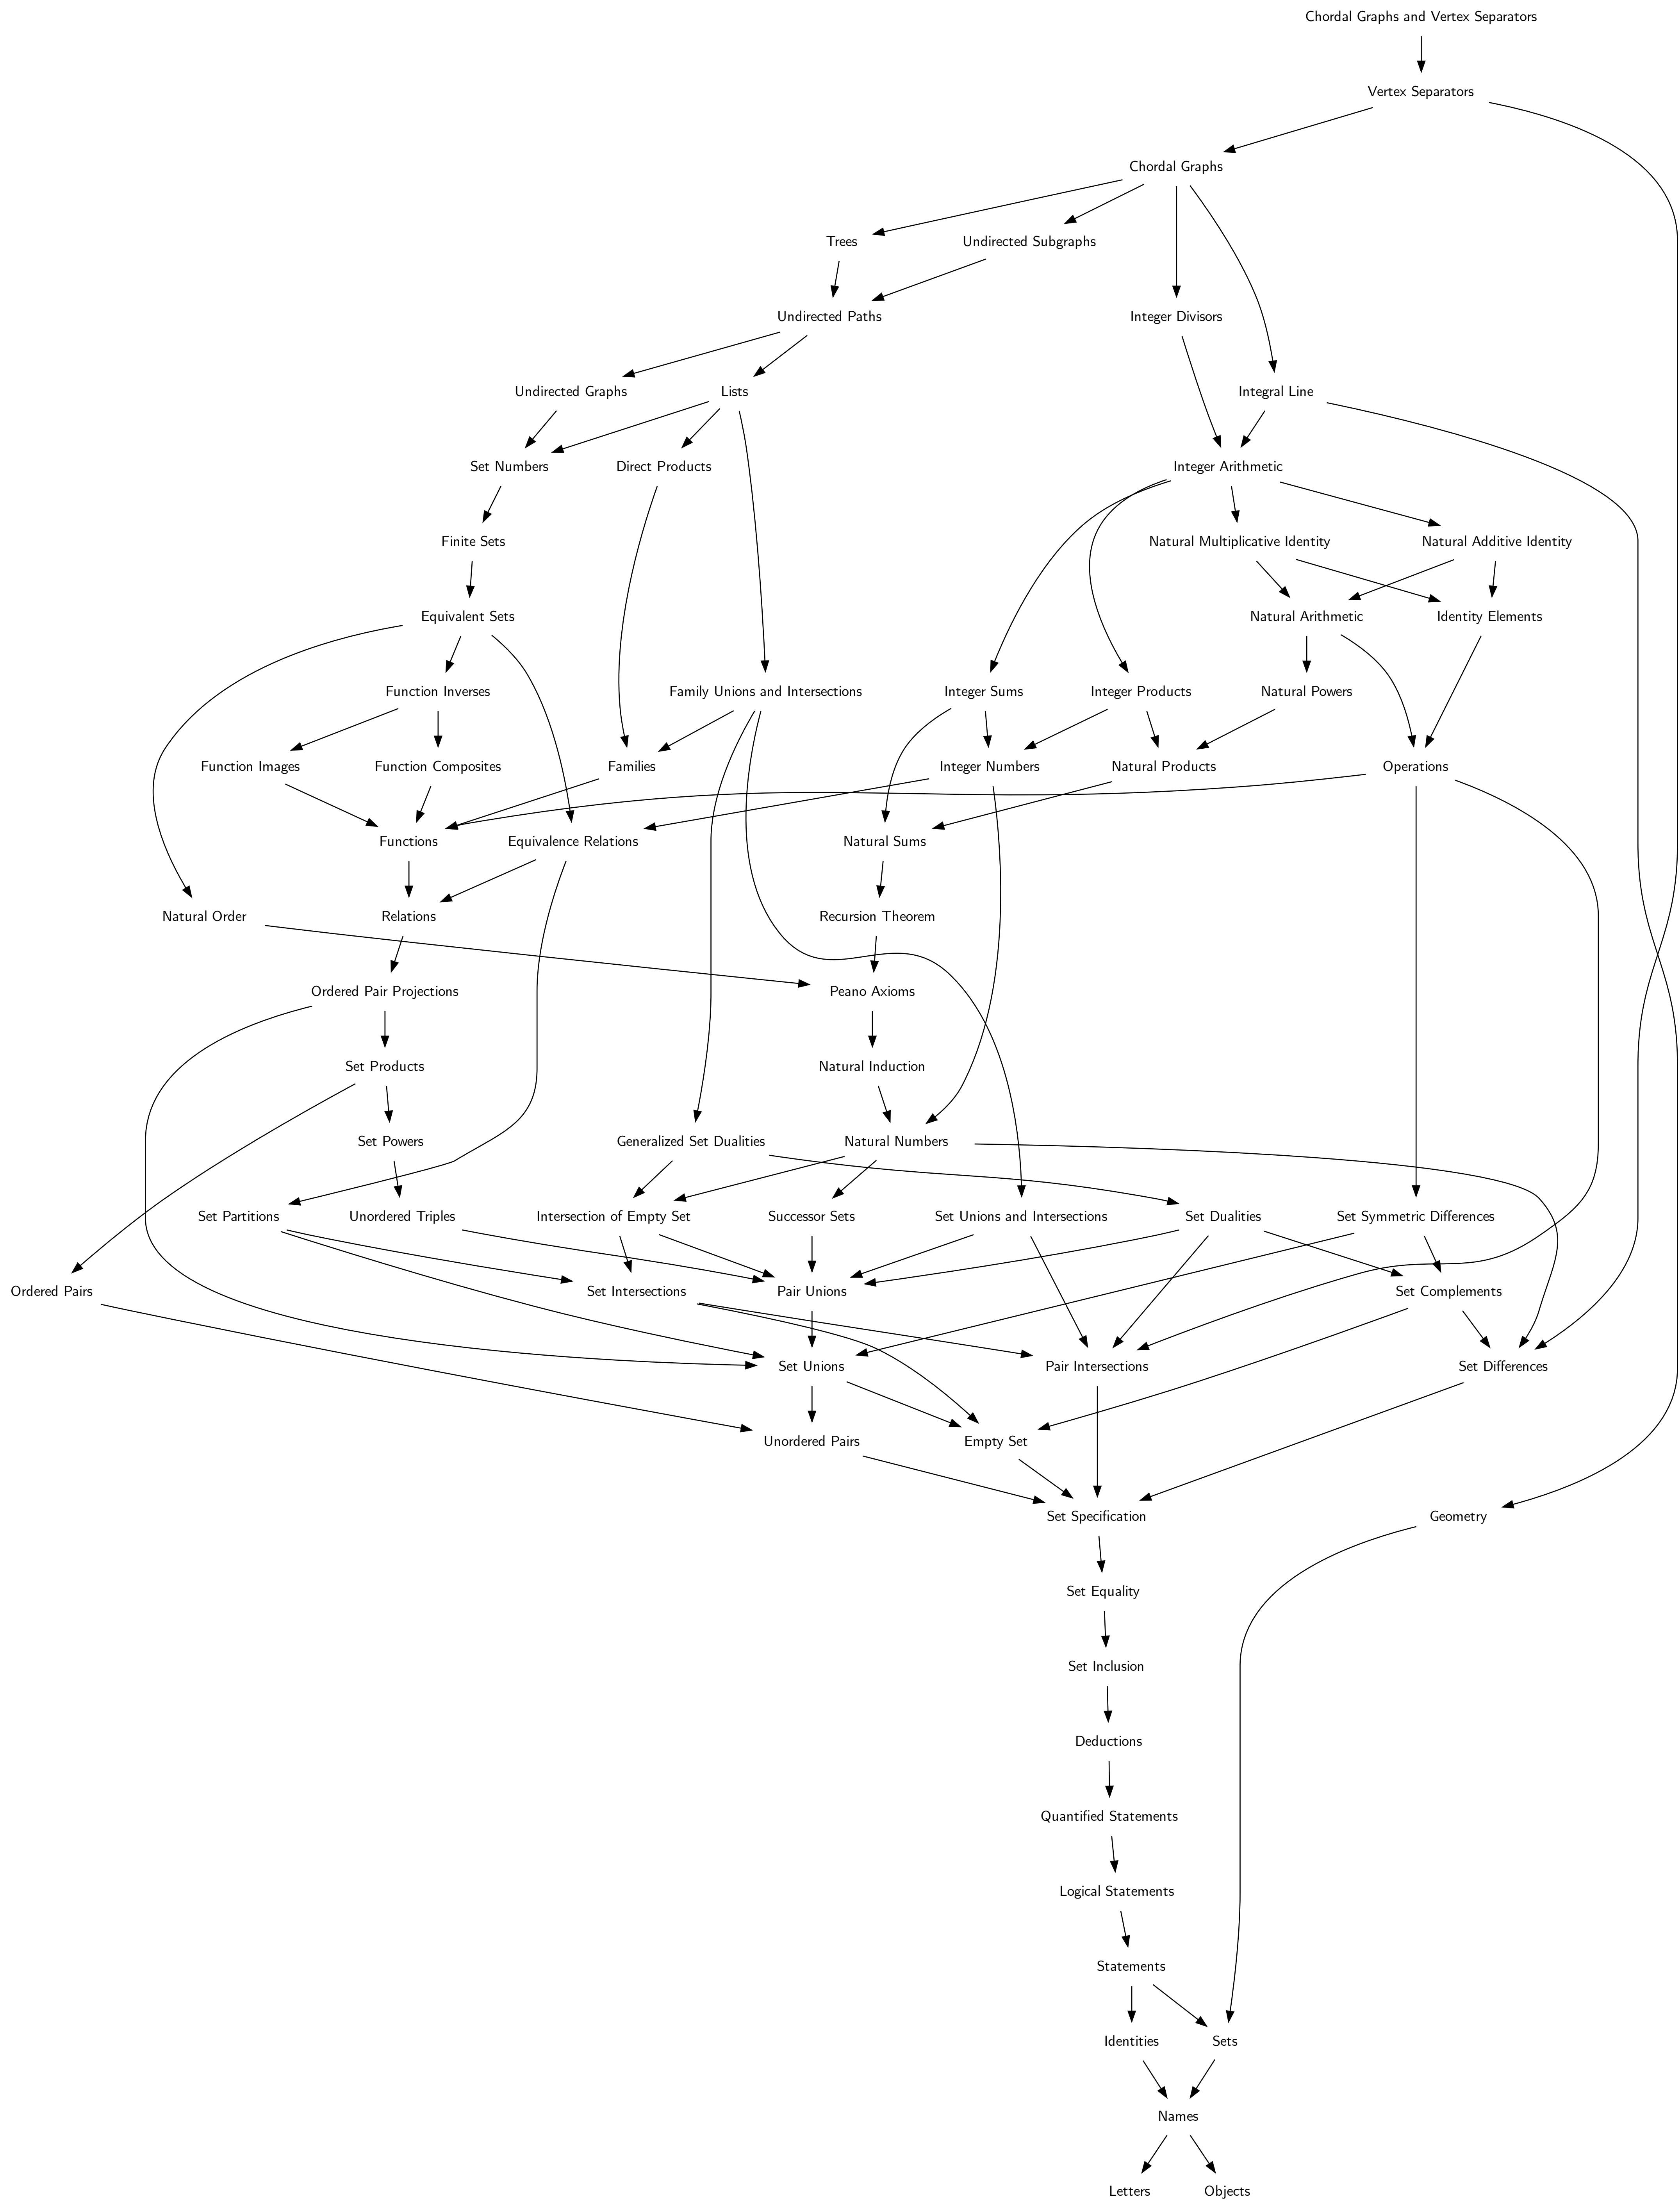 Chordal Graphs and Vertex Separators
Vertex Separators
Chordal Graphs
Trees
Undirected Subgraphs
Undirected Paths
Integer Divisors
Undirected Graphs
Lists
Integral Line
Set Numbers
Direct Products
Integer Arithmetic
Finite Sets
Natural Multiplicative Identity
Natural Additive Identity
Equivalent Sets
Natural Arithmetic
Identity Elements
Function Inverses
Family Unions and Intersections
Integer Sums
Integer Products
Natural Powers
Function Images
Function Composites
Families
Integer Numbers
Natural Products
Operations
Functions
Equivalence Relations
Natural Sums
Natural Order
Relations
Recursion Theorem
Ordered Pair Projections
Peano Axioms
Set Products
Natural Induction
Set Powers
Generalized Set Dualities
Natural Numbers
Set Partitions
Unordered Triples
Intersection of Empty Set
Successor Sets
Set Unions and Intersections
Set Dualities
Set Symmetric Differences
Ordered Pairs
Set Intersections
Pair Unions
Set Complements
Set Unions
Pair Intersections
Set Differences
Unordered Pairs
Empty Set
Set Specification
Geometry
Set Equality
Set Inclusion
Deductions
Quantified Statements
Logical Statements
Statements
Identities
Sets
Names
Letters
Objects